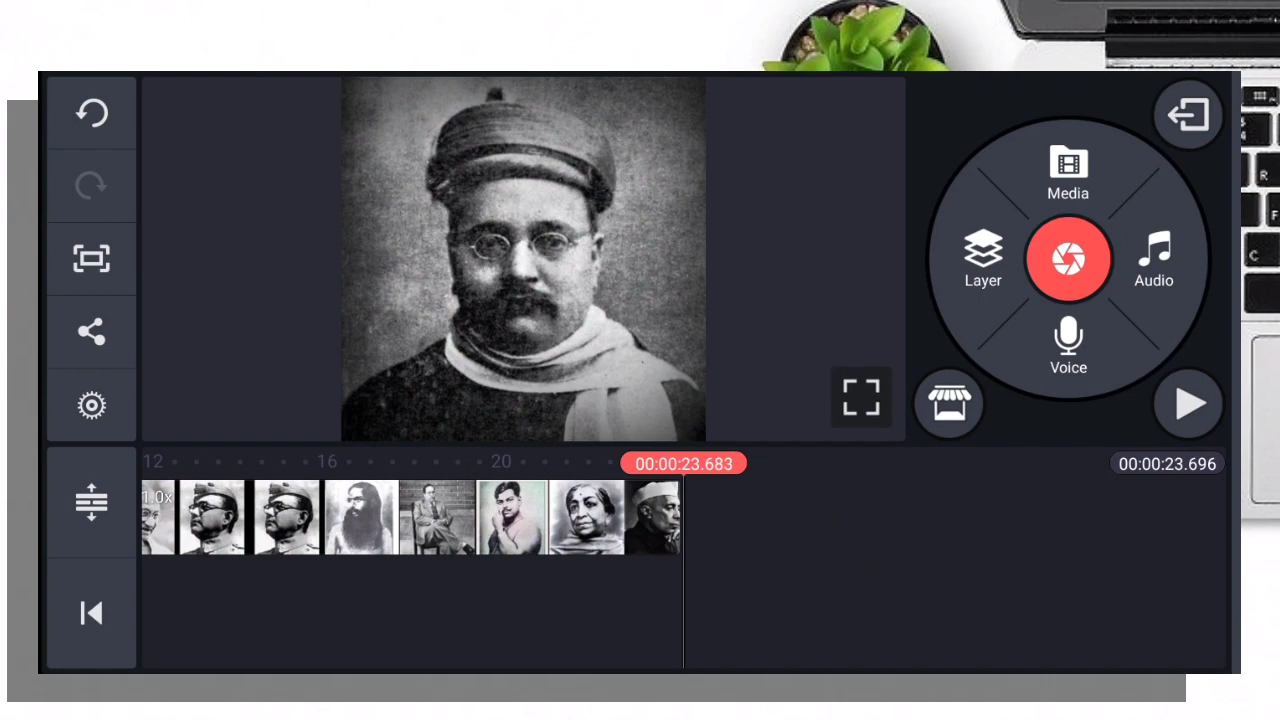 Media
Layer
Audio
Voice
12
16
20
00:00:23.683
00:00:23.696
1.0x
R
F
C